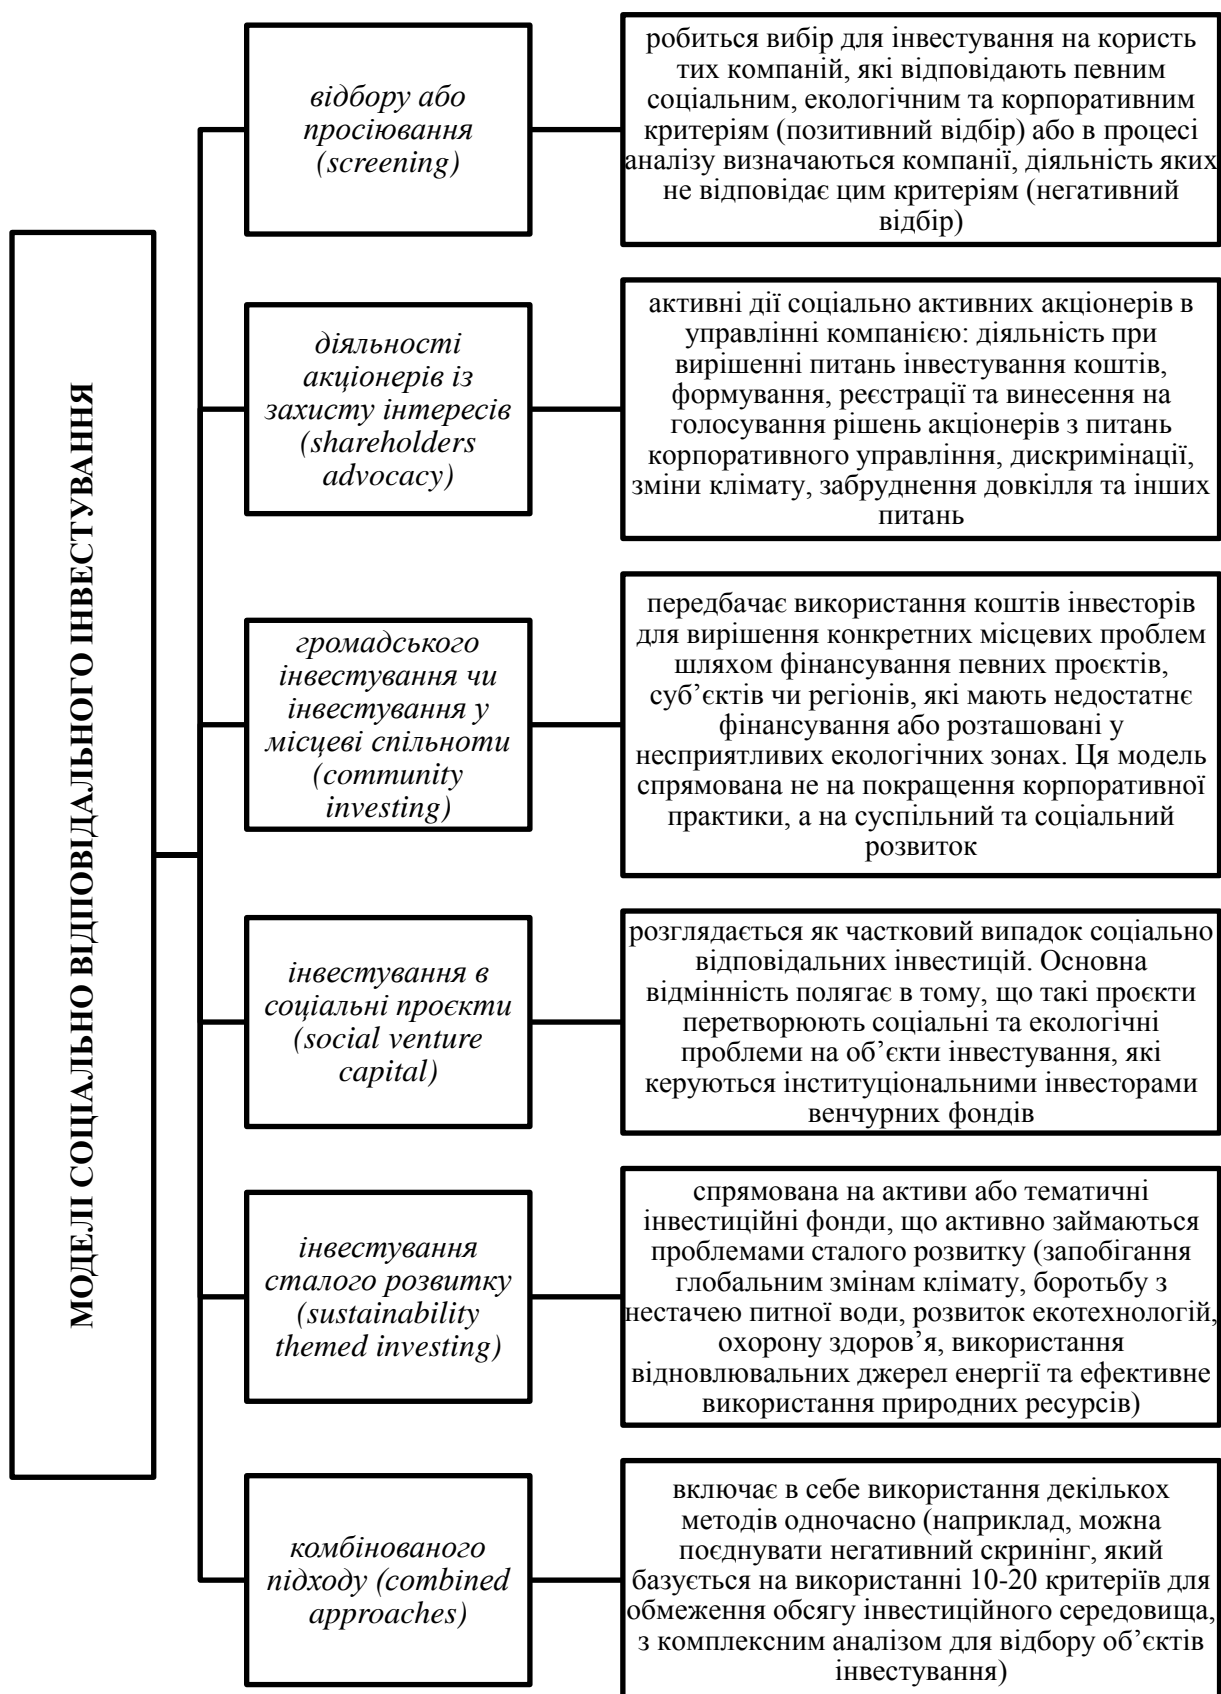 МОДЕЛІ СОЦІАЛЬНО ВІДПОВІДАЛЬНОГО ІНВЕСТУВАННЯ
відбору або
просіювання
(screening)
робиться вибір для інвестування на користь
тих компаній, які відповідають певним
соціальним, екологічним та корпоративним
критеріям (позитивний відбір) або в процесі
аналізу визначаються компанії, діяльність яких
не відповідає цим критеріям (негативний
відбір)
діяльності
акціонерів із
захисту інтересів
(shareholders
advocacy)
активні дії соціально активних акціонерів в
управлінні компанією: діяльність при
вирішенні питань інвестування коштів,
формування, реєстрації та винесення на
голосування рішень акціонерів з питань
корпоративного управління, дискримінації,
зміни клімату, забруднення довкілля та інших
питань
громадського
інвестування чи
інвестування у
місцеві спільноти
(community
investing)
передбачає використання коштів інвесторів
для вирішення конкретних місцевих проблем
шляхом фінансування певних проєктів,
суб’єктів чи регіонів, які мають недостатнє
фінансування або розташовані у
несприятливих екологічних зонах. Ця модель
спрямована не на покращення корпоративної
практики, а на суспільний та соціальний
розвиток
інвестування в
соціальні проєкти
(social venture
capital)
розглядається як частковий випадок соціально
відповідальних інвестицій. Основна
відмінність полягає в тому, що такі проєкти
перетворюють соціальні та екологічні
проблеми на об’єкти інвестування, які
керуються інституціональними інвесторами
венчурних фондів
інвестування
сталого розвитку
(sustainability
themed investing)
спрямована на активи або тематичні
інвестиційні фонди, що активно займаються
проблемами сталого розвитку (запобігання
глобальним змінам клімату, боротьбу з
нестачею питної води, розвиток екотехнологій,
охорону здоров’я, використання
відновлювальних джерел енергії та ефективне
використання природних ресурсів)
комбінованого
підходу (combined
approaches)
включає в себе використання декількох
методів одночасно (наприклад, можна
поєднувати негативний скринінг, який
базується на використанні 10-20 критеріїв для
обмеження обсягу інвестиційного середовища,
з комплексним аналізом для відбору об’єктів
інвестування)